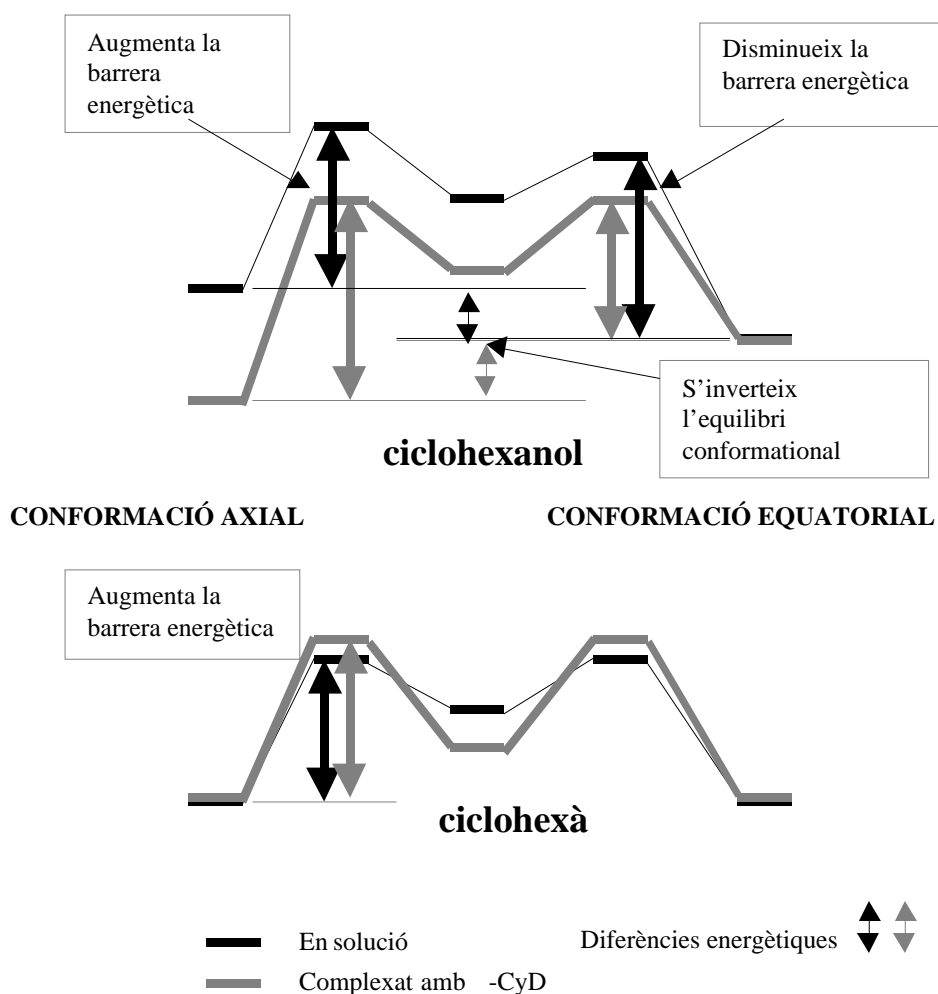 Augmenta la
barrera
energètica
Disminueix la
barrera energètica
S’inverteix
l’equilibri
conformational
ciclohexanol
CONFORMACIÓ AXIAL
CONFORMACIÓ EQUATORIAL
Augmenta la
barrera energètica
ciclohexà
En solució
Diferències energètiques
Complexat amb -CyD